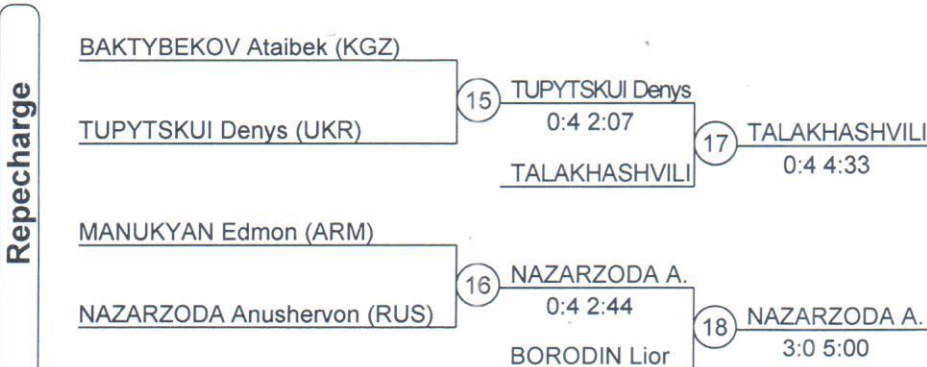 Repechage
BAKTYBEKOV Ataibek (KGZ)
15
TUPYTSKUI Denys
TUPYTSKUI Denys (UKR)
0:4 2:07
17
TALAKHASHVILI
0:4 4:33
TALAKHASHVILI
MANUKYAN Edmon (ARM)
16
NAZARZODA A.
NAZARZODA Anushervon (RUS)
0:4 2:44
18
NAZARZODA A.
3:0 5:00
BORODIN Lior